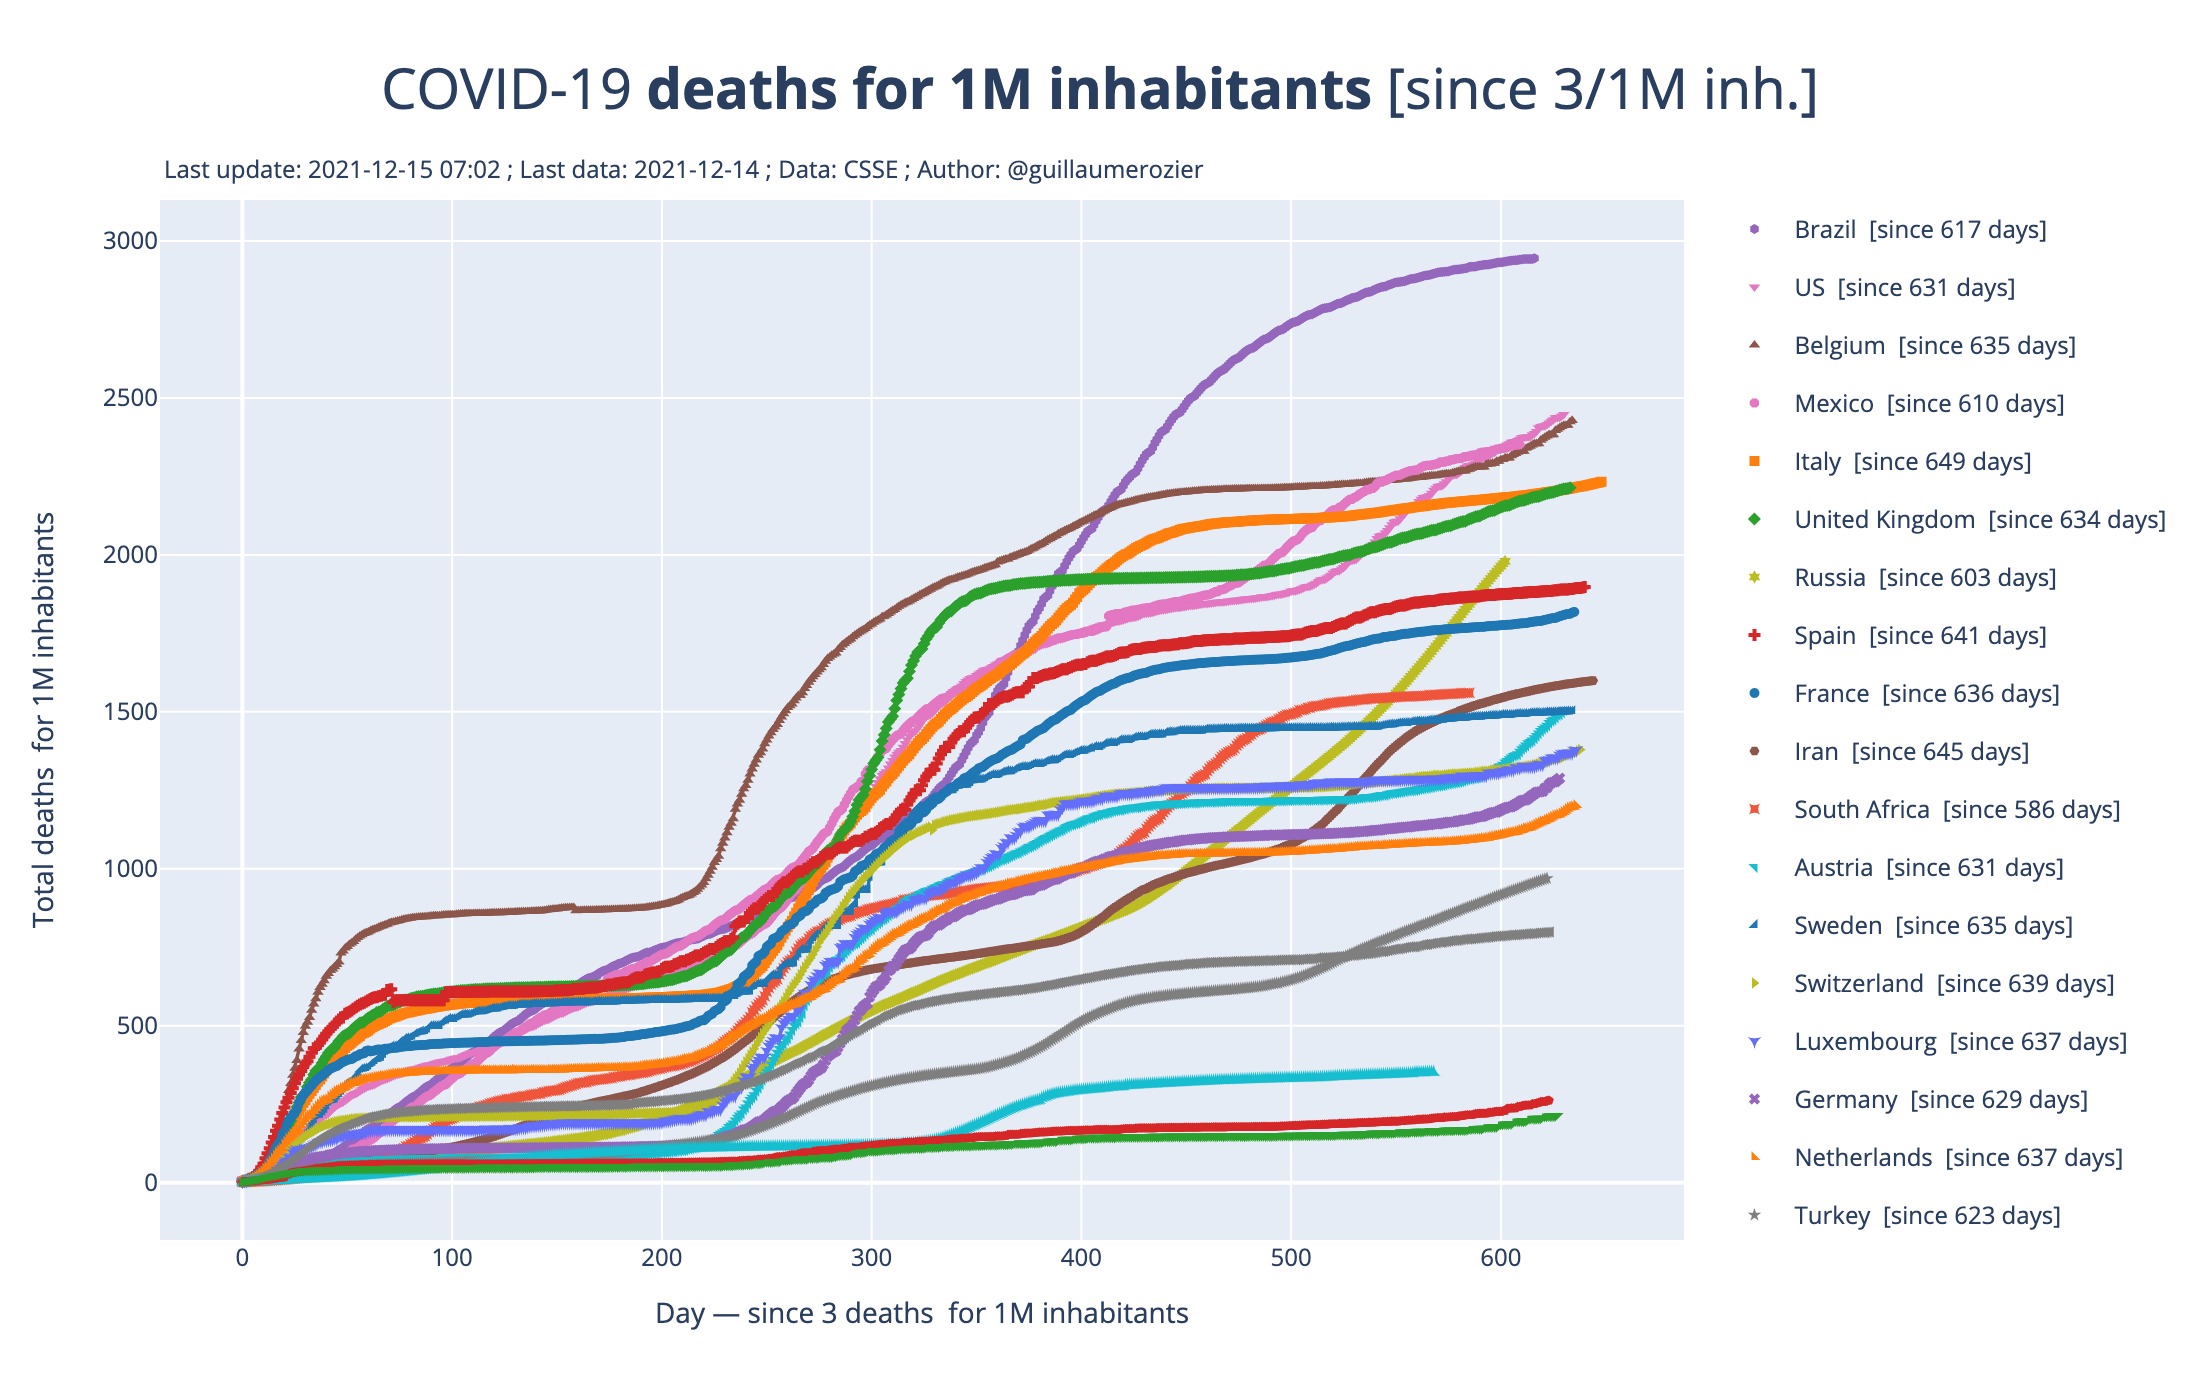 COVID-19 deaths for 1M inhabitants [since 3/1M inh.]
Last update: 2021-12-15 07:02 ; Last data: 2021-12-14 ; Data: CSSE ; Author: @guillaumerozier
Total deaths  for 1M inhabitants
3000
2500
2000
1500
1000
500
0
0 100 200 300 400 500 600
Day — since 3 deaths  for 1M inhabitants
Brazil  [since 617 days]
US  [since 631 days]
Belgium  [since 635 days]
Mexico  [since 610 days]
Italy  [since 649 days]
United Kingdom  [since 634 days]
Russia  [since 603 days]
Spain  [since 641 days]
France  [since 636 days]
Iran  [since 645 days]
South Africa  [since 586 days]
Austria  [since 631 days]
Sweden  [since 635 days]
Switzerland  [since 639 days]
Luxembourg  [since 637 days]
Germany  [since 629 days]
Netherlands  [since 637 days]
Turkey  [since 623 days]